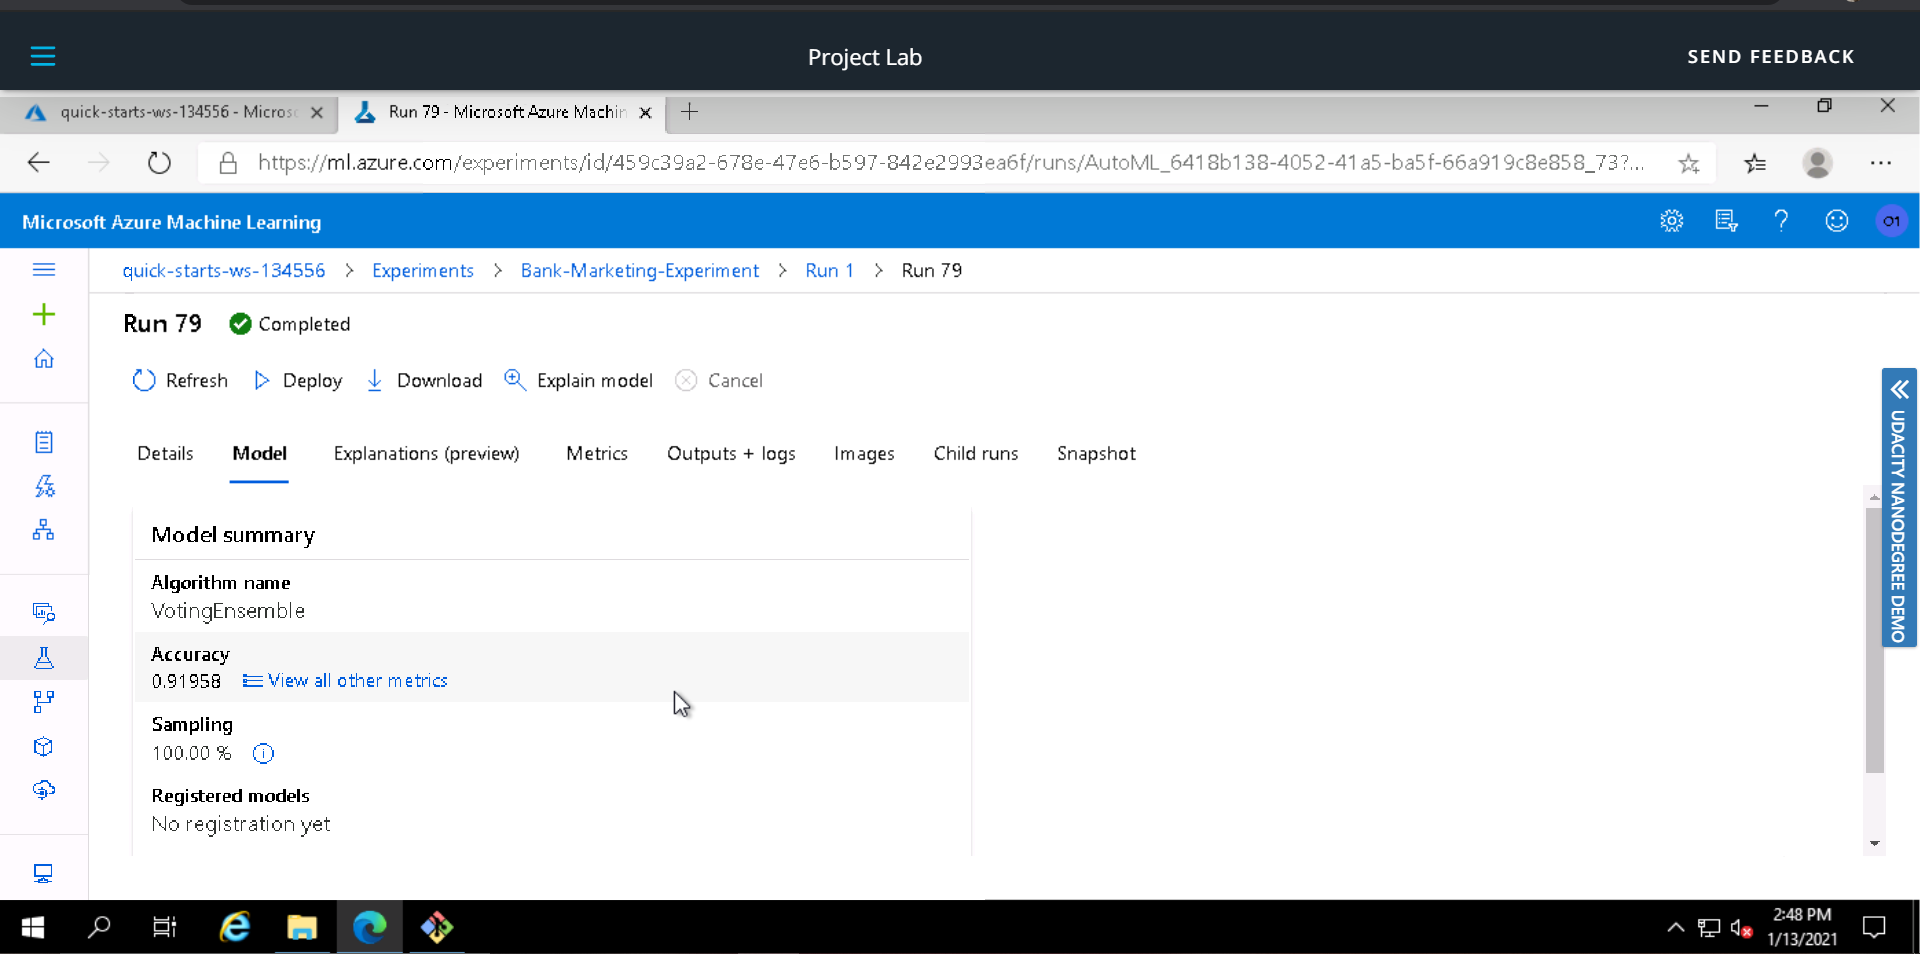 Project Lab
SEND FEEDBACK
quick-starts-ws-134556 - Micros
Run 79 - Microsoft Azure Machin
https://ml.azure.com/experiments/id/459c39a2-678e-47e6-b597-842e2993ea6f/runs/AutoML_6418b138-4052-41a5-ba5f-66a919c8e858_73?...
Microsoft Azure Machine Learning
O1
quick-starts-ws-134556 > Experiments > Bank-Marketing-Experiment > Run 1 > Run 79
Run 79 Completed
Refresh Deploy Download Explain model Cancel
Details Model Explanations (preview) Metrics Outputs + logs Images Child runs Snapshot
UDACITY NANODEGREE DEMO
Model summary
Algorithm name
VotingEnsemble
Accuracy
0.91958 View all other metrics
Sampling
100.00 %
Registered models
No registration yet
2:48 PM
1/13/2021